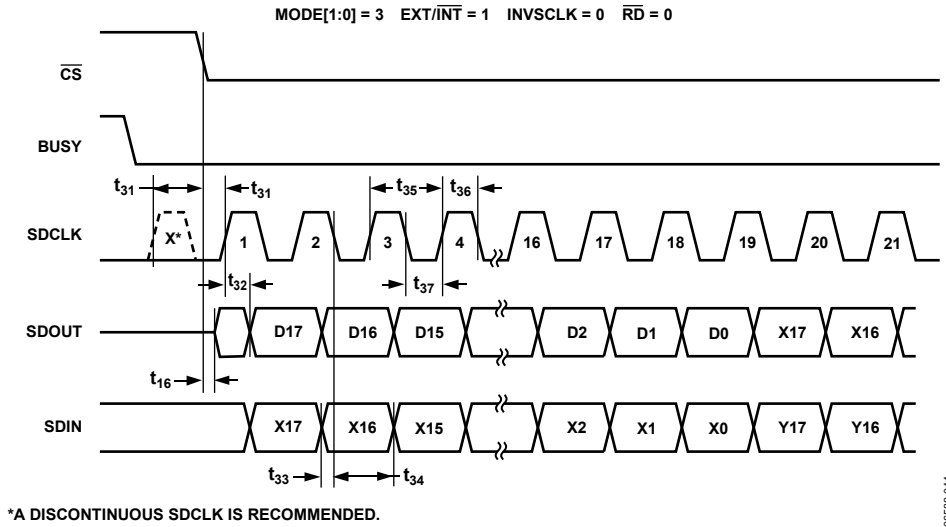 MODE[1:0] = 3 EXT/INT = 1 INVSCLK = 0 RD = 0
CS
BUSY
t31 t31 t35 t36
SDCLK X* 1 2 3 4 16 17 18 19 20 21
t32 t37
SDOUT D17 D16 D15 D2 D1 D0 X17 X16
t16
SDIN X17 X16 X15 X2 X1 X0 Y17 Y16
t33 t34
*A DISCONTINUOUS SDCLK IS RECOMMENDED.